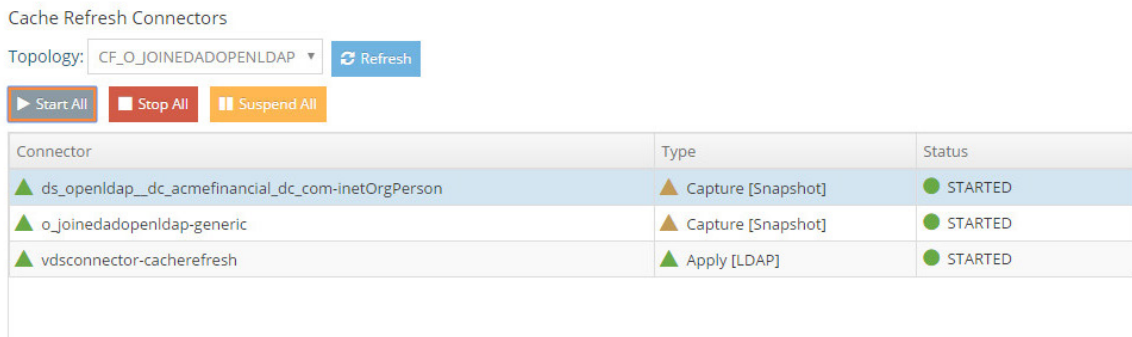 Cache Refresh Connectors
Topology: CF_O_JOINEDADOPENLDAP Refresh
Start All Stop All Suspend All
Connector Type Status
ds_openldap__dc_acmefinancial_dc_com-inetOrgPerson Capture [Snapshot] STARTED
o_joinedadopenldap-generic Capture [Snapshot] STARTED
vdsconnector-cacherefresh Apply [LDAP] STARTED